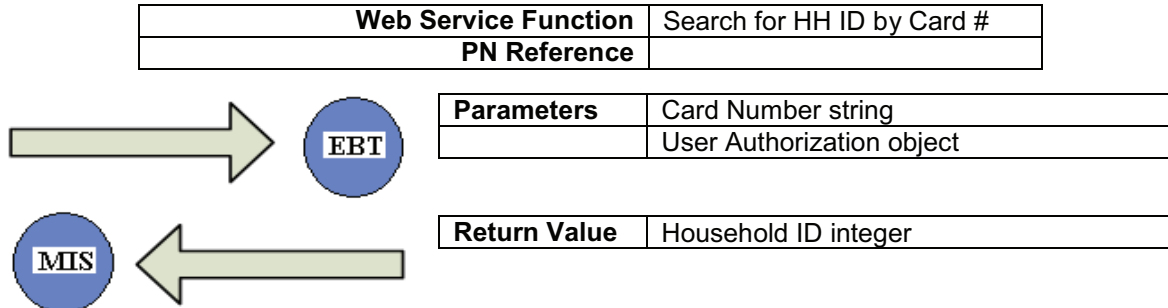 Web Service Function Search for HH ID by Card #
PN Reference
EBT
Parameters Card Number string
User Authorization object
MIS
Return Value Household ID integer